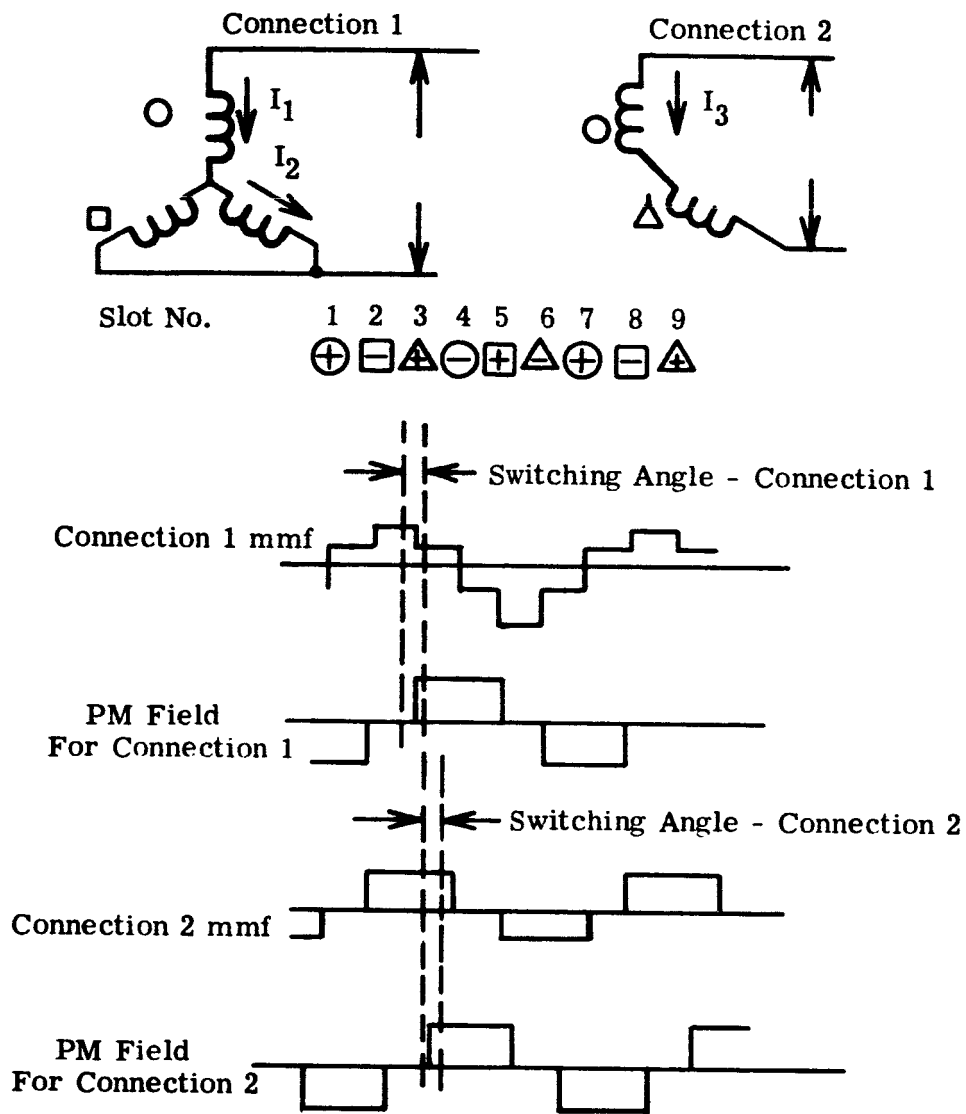 Connection 1
Connection 2
I1
I2
I3
Slot No. 1 2 3 4 5 6 7 8 9
+ − + − + − + − +
Switching Angle - Connection 1
Connection 1 mmf
PM Field
For Connection 1
Switching Angle - Connection 2
Connection 2 mmf
PM Field
For Connection 2